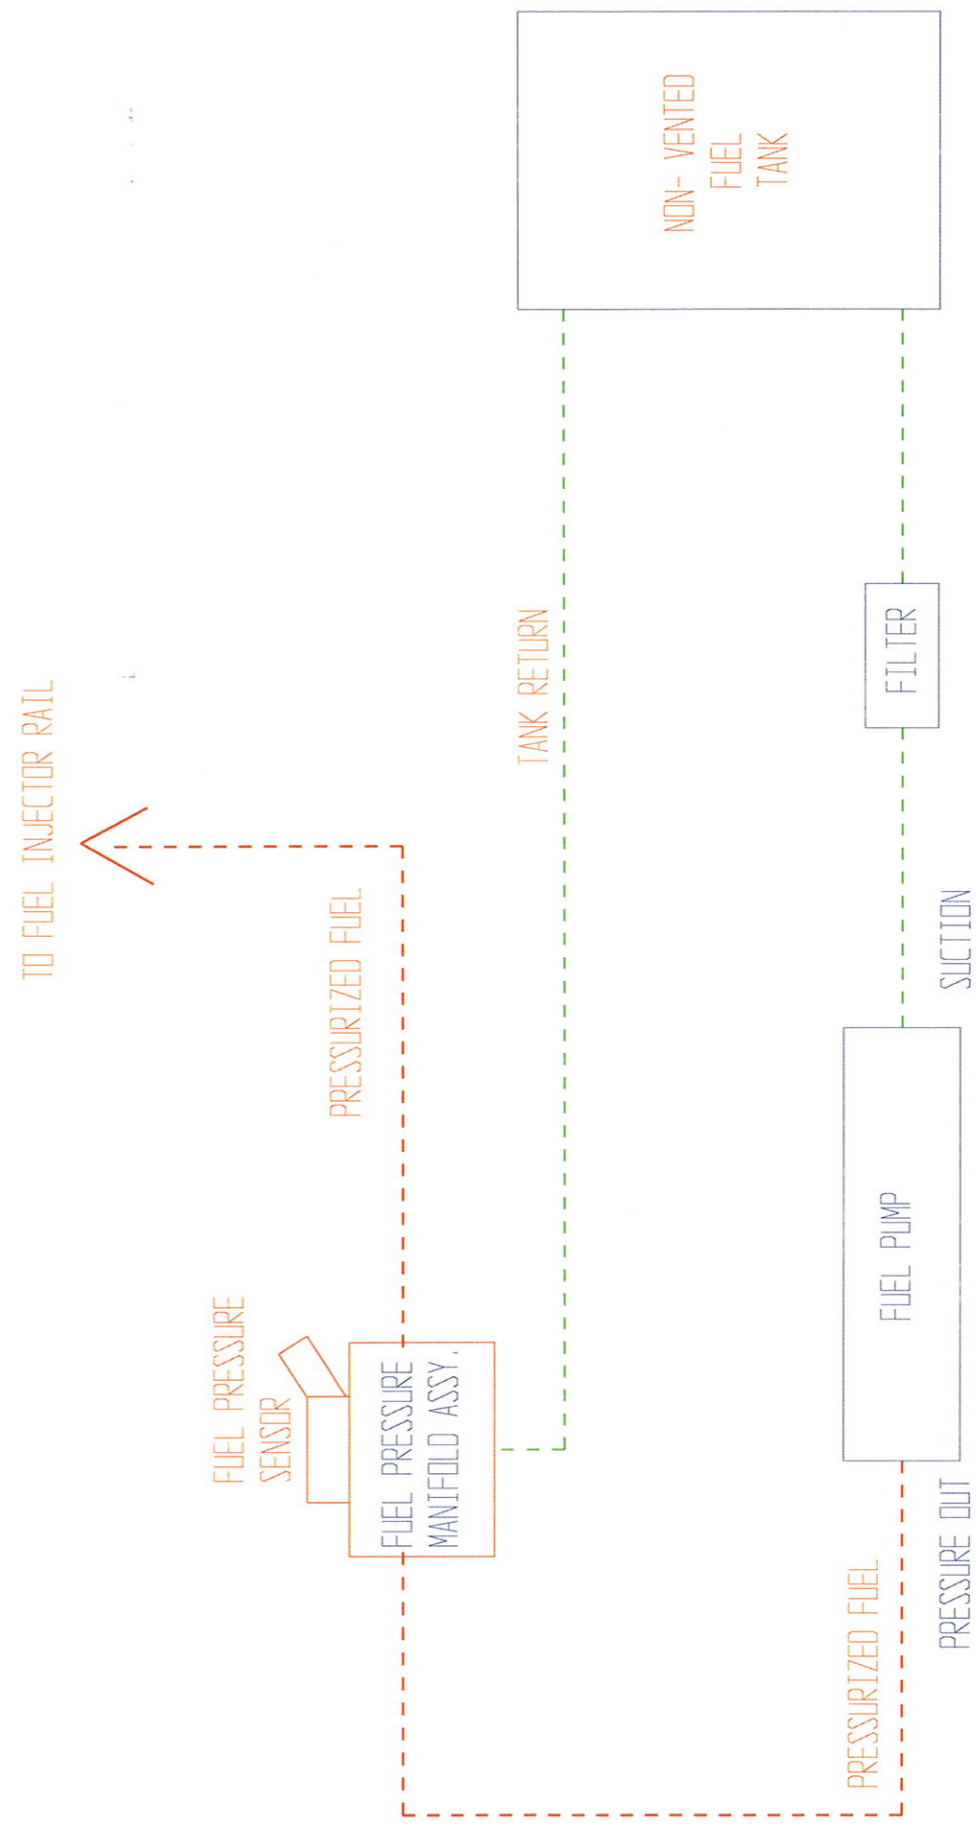 TO FUEL INJECTOR RAIL
FUEL PRESSURE
SENSOR
PRESSURIZED FUEL
FUEL PRESSURE
MANIFOLD ASSY.
TANK RETURN
NON- VENTED
FUEL
TANK
PRESSURIZED FUEL
FUEL PUMP
FILTER
PRESSURE OUT
SUCTION